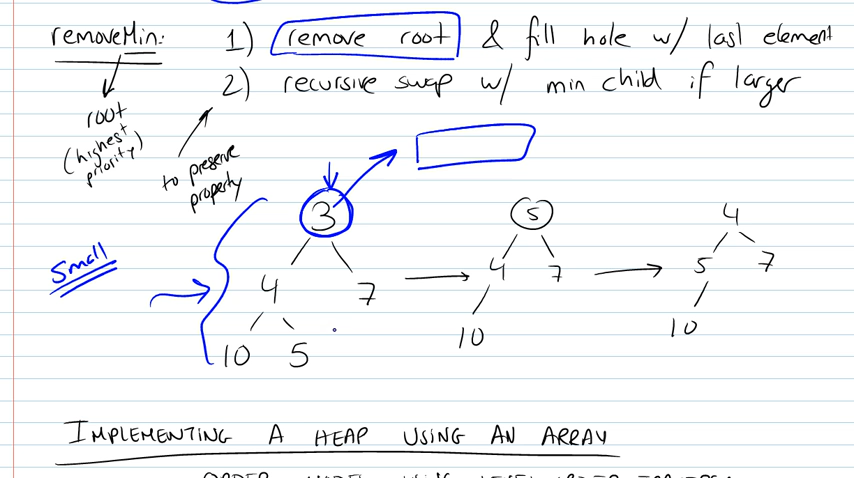 removeMin: 1) remove root & fill hole w/ last element
2) recursive swap w/ min child if larger
root
(highest
priority)
to preserve
property
Small
3
4 7
10 5
5
4 7
10
4
5 7
10
IMPLEMENTING A HEAP USING AN ARRAY